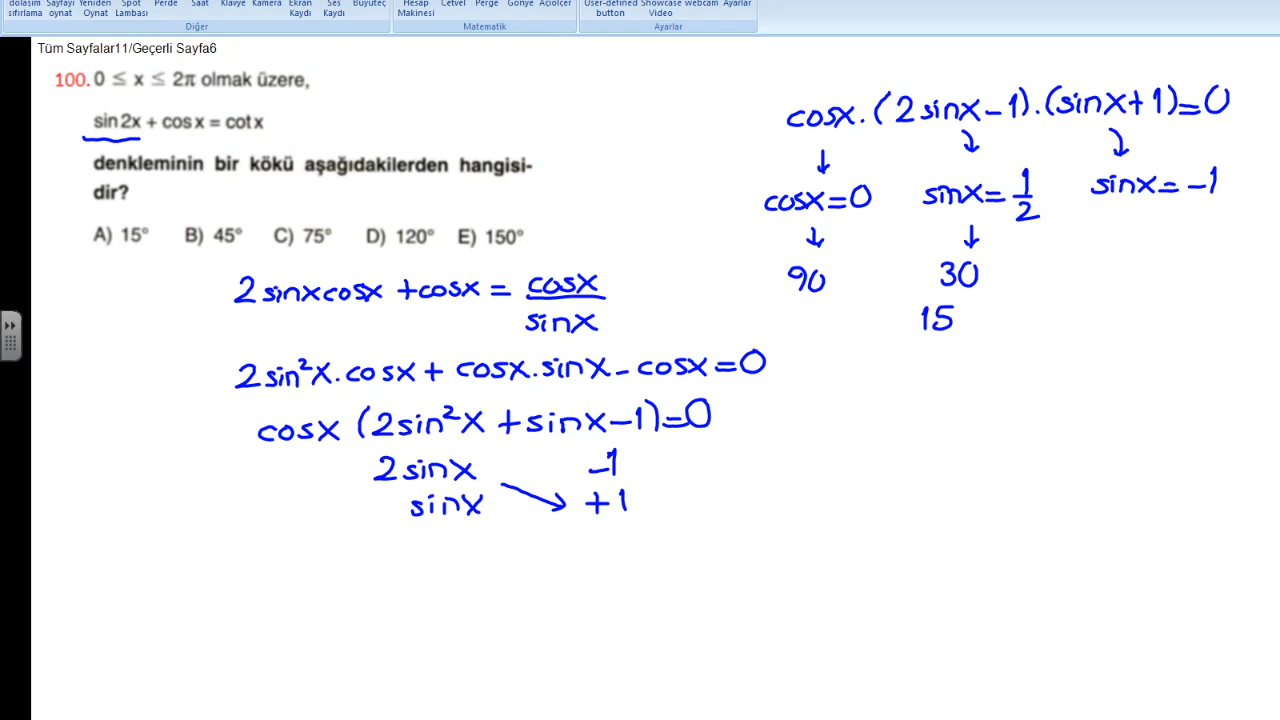 dolaşım Sayfayı Yeniden Perde Saat Klavye Kamera Ekran Ses Büyüteç Hesap Cetvel Perge Gönye Açıölçer User-defined Showcase webcam Ayarlar
sıfırlama oynat Oynat Lambası Kaydı Kaydı Makinesi button Video
Diğer Matematik Ayarlar
Tüm Sayfalar11/Geçerli Sayfa6
100. 0 ≤ x ≤ 2π olmak üzere,
sin 2x + cos x = cot x
denkleminin bir kökü aşağıdakilerden hangisi-
dir?
A) 15° B) 45° C) 75° D) 120° E) 150°
2sinxcosx + cosx = cosx/sinx
2sin²x.cosx + cosx.sinx - cosx = 0
cosx (2sin²x + sinx - 1) = 0
2sinx -1
sinx +1
cosx.(2sinx-1).(sinx+1)=0
cosx=0 sinx=1/2 sinx=-1
90 30
15